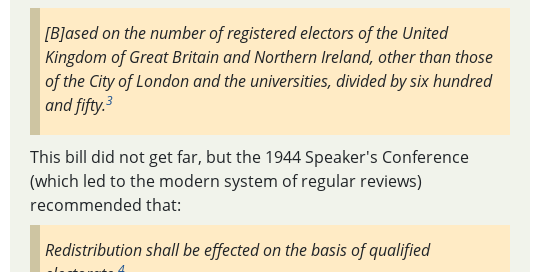 [B]ased on the number of registered electors of the United
Kingdom of Great Britain and Northern Ireland, other than those
of the City of London and the universities, divided by six hundred
and fifty.3
This bill did not get far, but the 1944 Speaker's Conference
(which led to the modern system of regular reviews)
recommended that:
Redistribution shall be effected on the basis of qualified
electorate.4